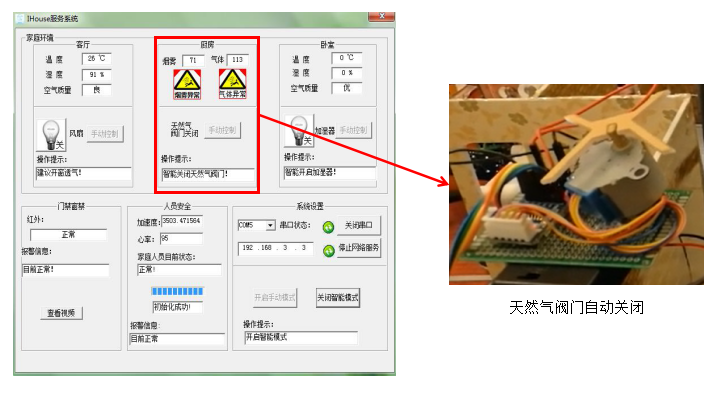 IHouse服务系统
家庭环境
客厅
温 度 26 ℃
湿 度 91 %
空气质量 良
风扇 手动控制
关
操作提示:
建议开窗透气!
厨房
烟雾 71 气体 113
烟雾异常 气体异常
天然气
阀门关闭 手动控制
操作提示:
智能关闭天然气阀门!
卧室
温 度 0 ℃
湿 度 0 %
空气质量 优
加湿器 手动控制
关
操作提示:
智能开启加湿器!
门禁窗禁
红外:
正常
报警信息:
目前正常!
查看视频
人员安全
加速度: 3503.471564
心率: 95
家庭人员目前状态:
正常!
初始化成功!
报警信息:
目前正常
系统设置
COM5 串口状态: 关闭串口
192 .168 . 3 . 3 停止网络服务
开启手动模式 关闭智能模式
操作提示:
开启智能模式
天然气阀门自动关闭